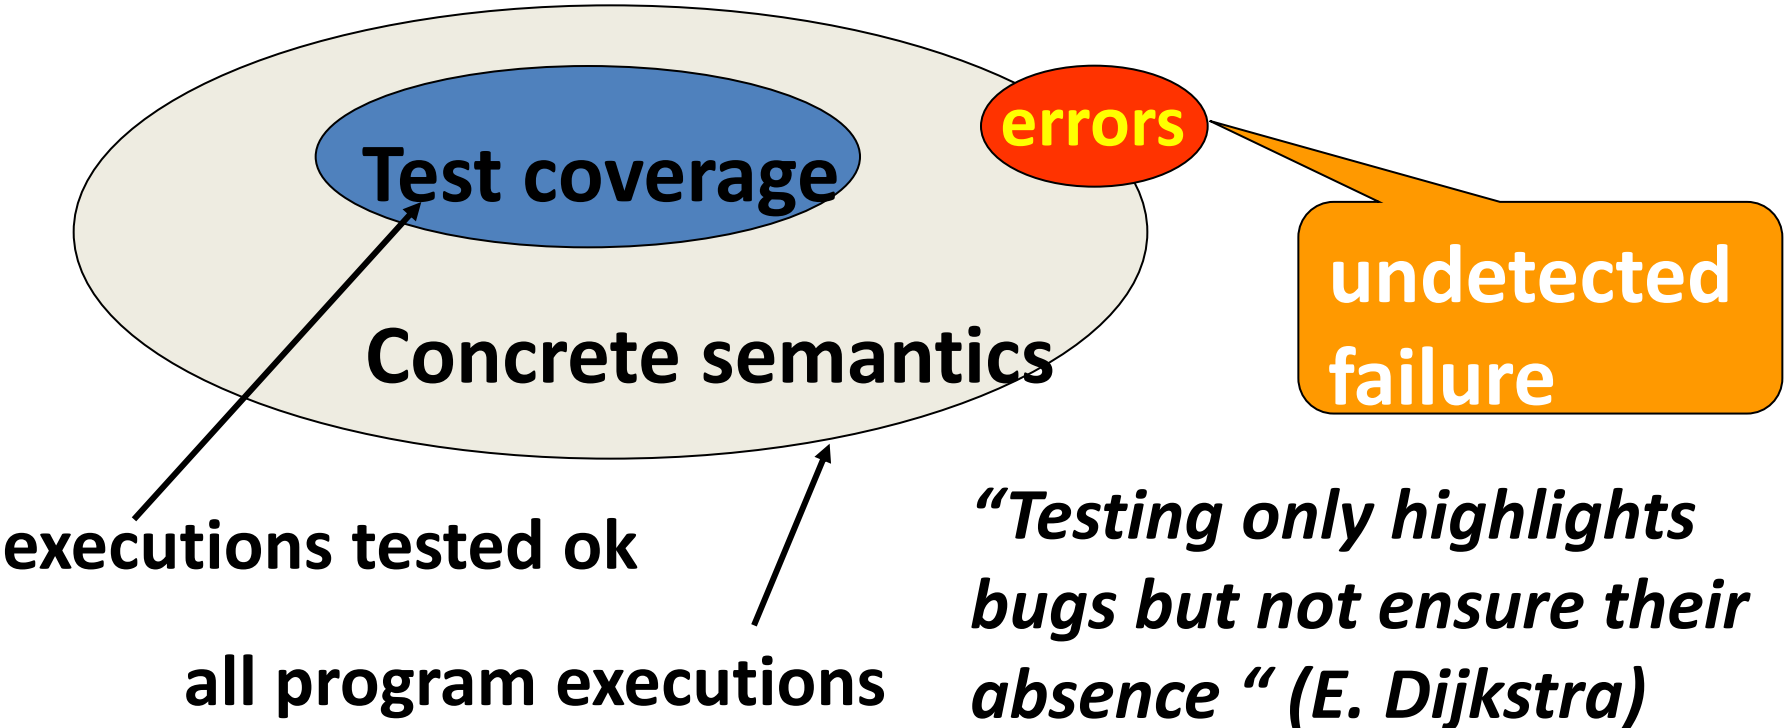 errors
Test coverage
undetected
failure
Concrete semantics
executions tested ok
all program executions
“Testing only highlights
bugs but not ensure their
absence “ (E. Dijkstra)